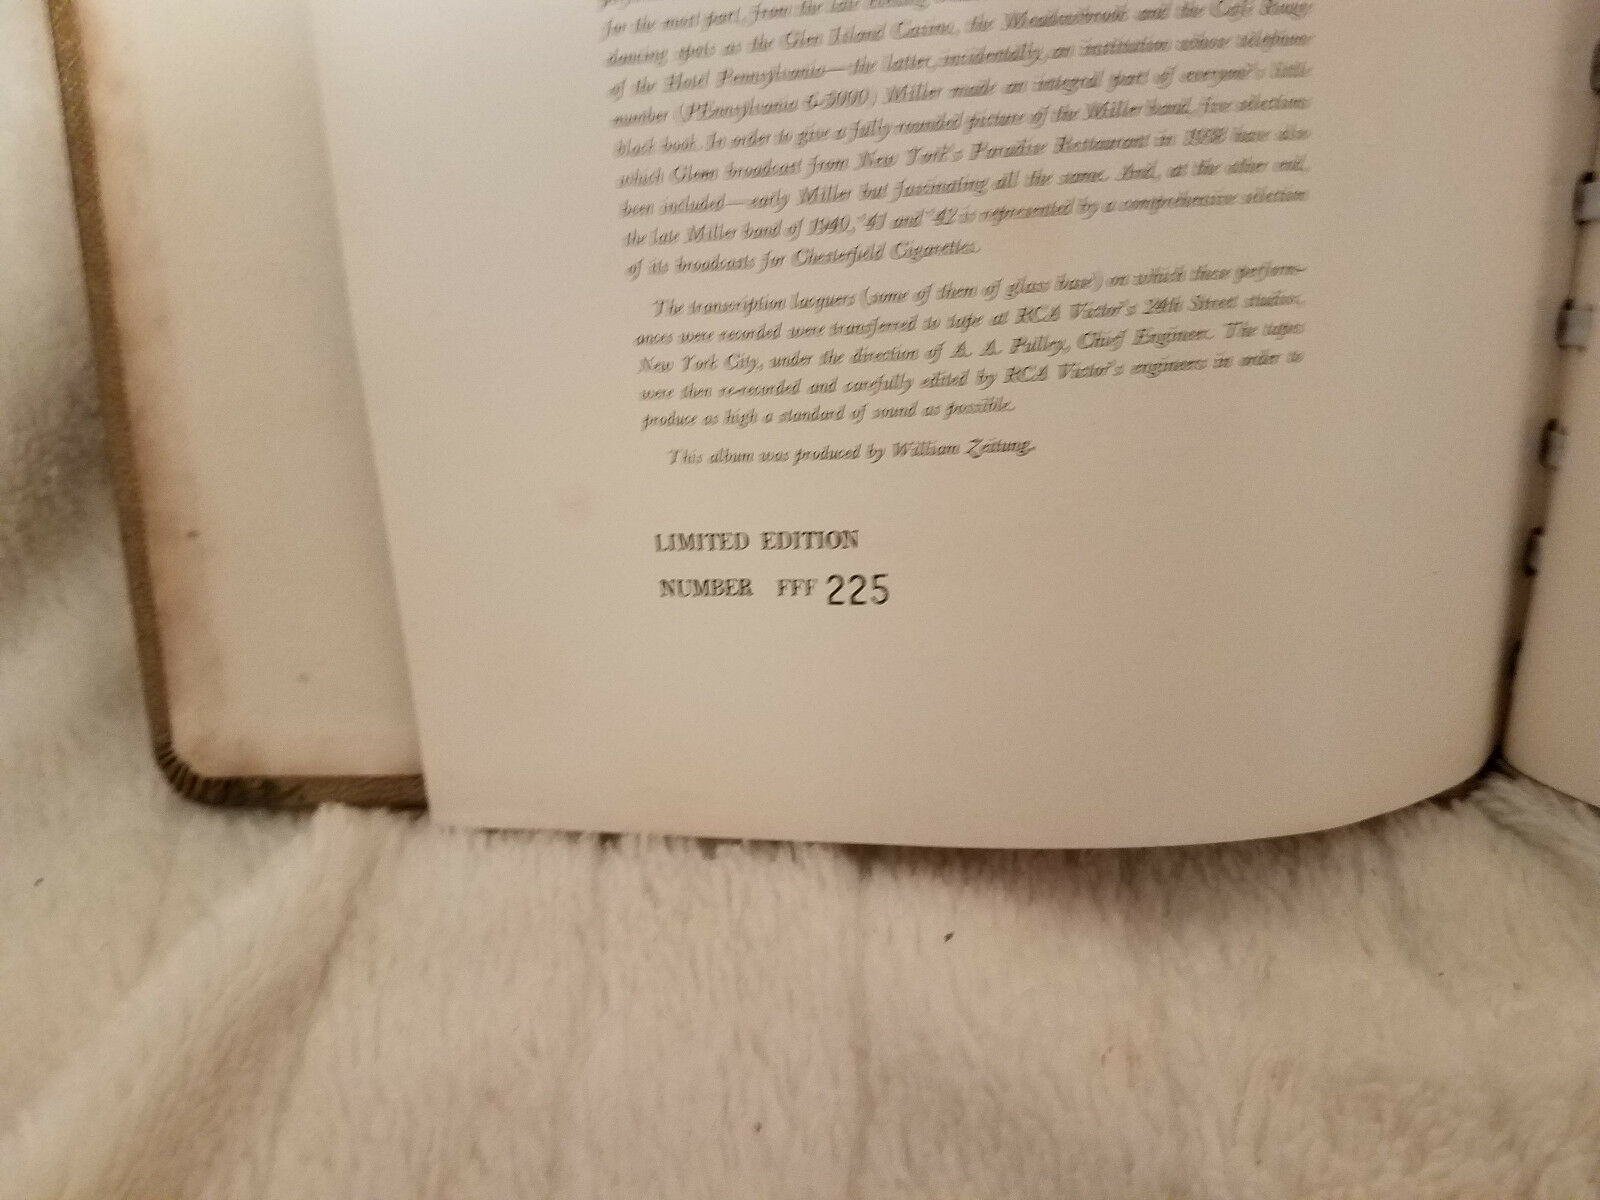 for the most part, from the late evening
dancing spots as the Glen Island Casino, the Meadowbrook and the Café Rouge
of the Hotel Pennsylvania—the latter, incidentally, an institution whose telephone
number (PEnnsylvania 6-5000) Miller made an integral part of everyone's little
black book. In order to give a fully rounded picture of the Miller band, five selections
which Glenn broadcast from New York's Paradise Restaurant in 1938 have also
been included—early Miller but fascinating all the same. And, at the other end,
the late Miller band of 1940, '41 and '42 is represented by a comprehensive selection
of its broadcasts for Chesterfield Cigarettes.
The transcription lacquers (some of them of glass base) on which these perform-
ances were recorded were transferred to tape at RCA Victor's 24th Street studios,
New York City, under the direction of A. A. Pulley, Chief Engineer. The tapes
were then re-recorded and carefully edited by RCA Victor's engineers in order to
produce as high a standard of sound as possible.
This album was produced by William Zeitung.
LIMITED EDITION
NUMBER FFF 225